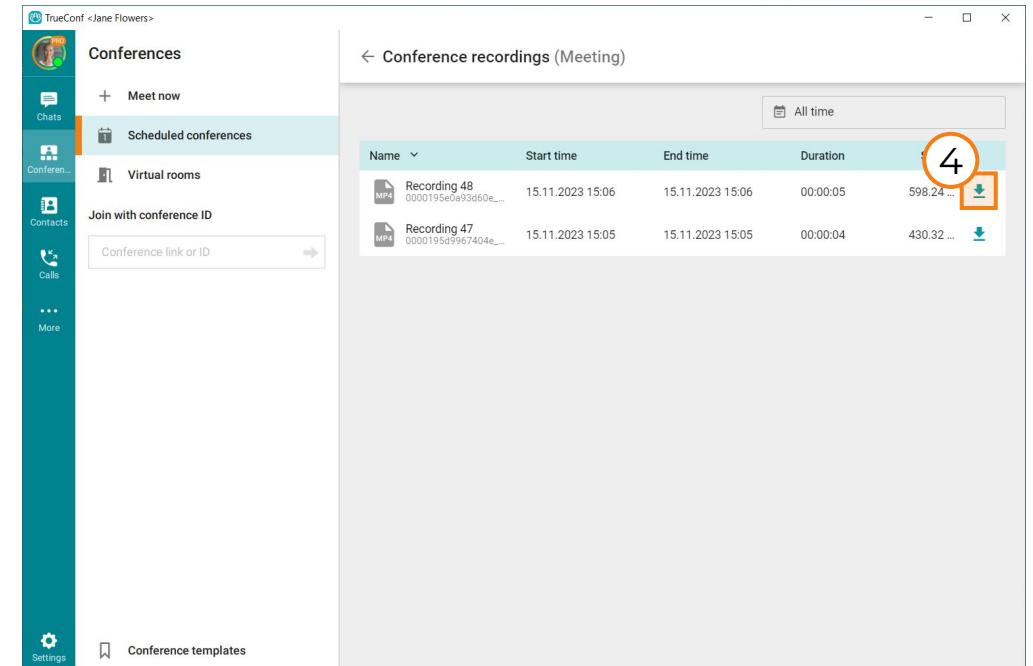 TrueConf <Jane Flowers>
PRO
Conferences
← Conference recordings (Meeting)
Chats
+ Meet now
All time
1 Scheduled conferences
Conferen...
Virtual rooms
Name Start time End time Duration
4
MP4 Recording 48 15.11.2023 15:06 15.11.2023 15:06 00:00:05 598.24 ...
0000195e0a93d60e_...
Contacts
Join with conference ID
MP4 Recording 47 15.11.2023 15:05 15.11.2023 15:05 00:00:04 430.32 ...
0000195d9967404e_...
Conference link or ID
Calls
More
Settings
Conference templates